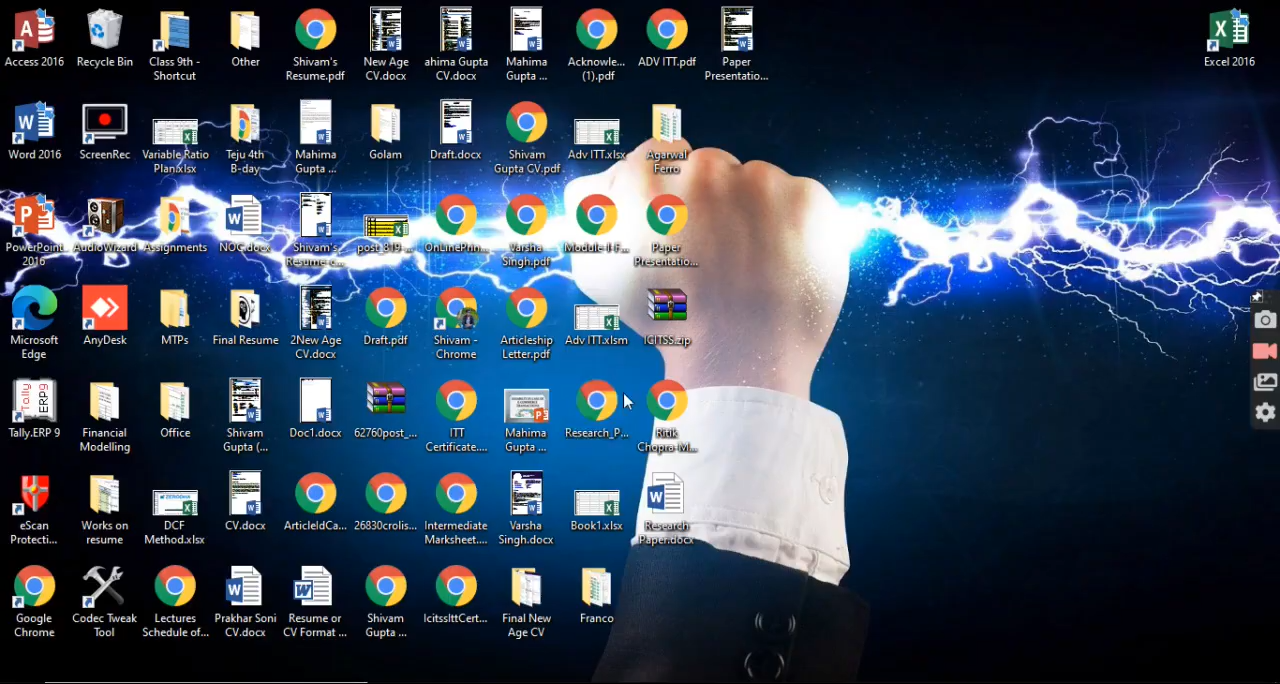 Access 2016
Recycle Bin
Class 9th -
Shortcut
Other
Shivam's
Resume.pdf
New Age
CV.docx
ahima Gupta
CV.docx
Mahima
Gupta ...
Acknowle...
(1).pdf
ADV ITT.pdf
Paper
Presentatio...
Excel 2016
Word 2016
ScreenRec
Variable Ratio
Plan.xlsx
Teju 4th
B-day
Mahima
Gupta ...
Golam
Draft.docx
Shivam
Gupta CV.pdf
Adv ITT.xlsx
Agarwal
Ferro
PowerPoint
2016
AudioWizard
Assignments
NOC.docx
Shivam's
Resume-c...
post_819-...
OnLinePhn...
Varsha
Singh.pdf
Module-1-F...
Paper
Presentatio...
Microsoft
Edge
AnyDesk
MTPs
Final Resume
2New Age
CV.docx
Draft.pdf
Shivam -
Chrome
Articleship
Letter.pdf
Adv ITT.xlsm
ICITSS.zip
Tally
ERP9
Tally.ERP 9
Financial
Modelling
Office
Shivam
Gupta (...
Doc1.docx
62760post_...
ITT
Certificate....
Mahima
Gupta ...
Research_P...
Ritik
Chopra-M...
eScan
Protecti...
Works on
resume
DCF
Method.xlsx
CV.docx
ArticleIdCa...
26830crolis...
Intermediate
Marksheet....
Varsha
Singh.docx
Book1.xlsx
Research
Paper.docx
Google
Chrome
Codec Tweak
Tool
Lectures
Schedule of...
Prakhar Soni
CV.docx
Resume or
CV Format ...
Shivam
Gupta ...
IcitssIttCert...
Final New
Age CV
Franco